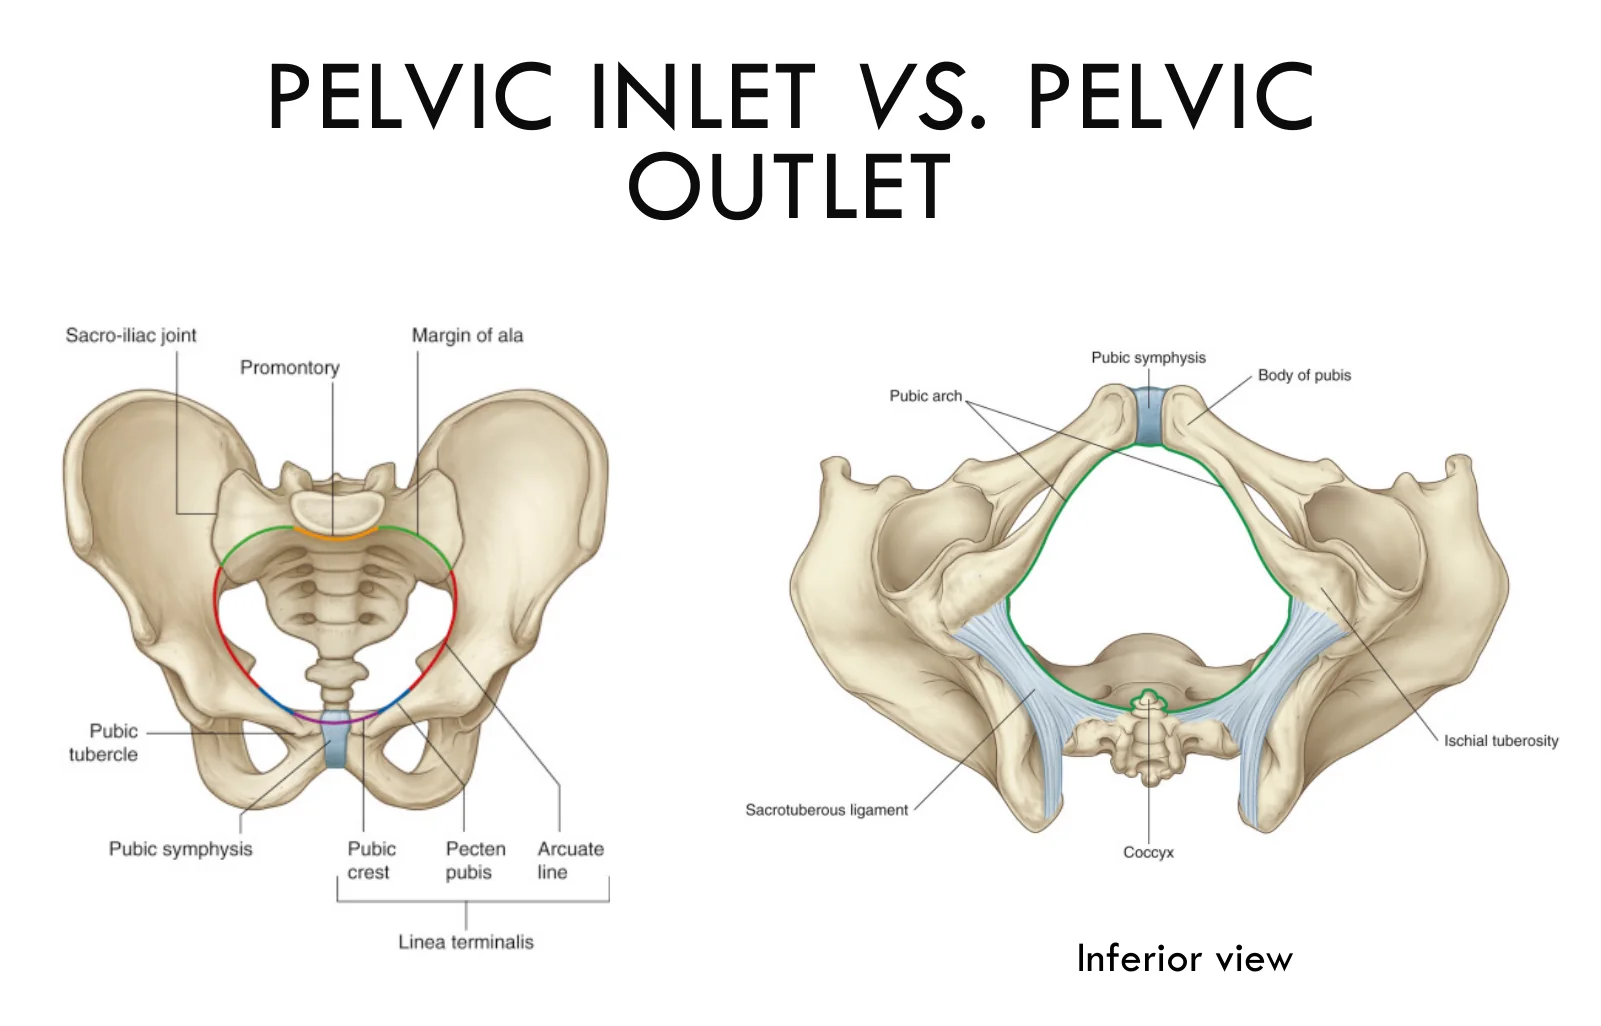 PELVIC INLET VS. PELVIC
OUTLET
Sacro-iliac joint
Margin of ala
Promontory
Pubic
tubercle
Pubic symphysis
Pubic
crest
Pecten
pubis
Arcuate
line
Linea terminalis
Pubic symphysis
Body of pubis
Pubic arch
Ischial tuberosity
Sacrotuberous ligament
Coccyx
Inferior view